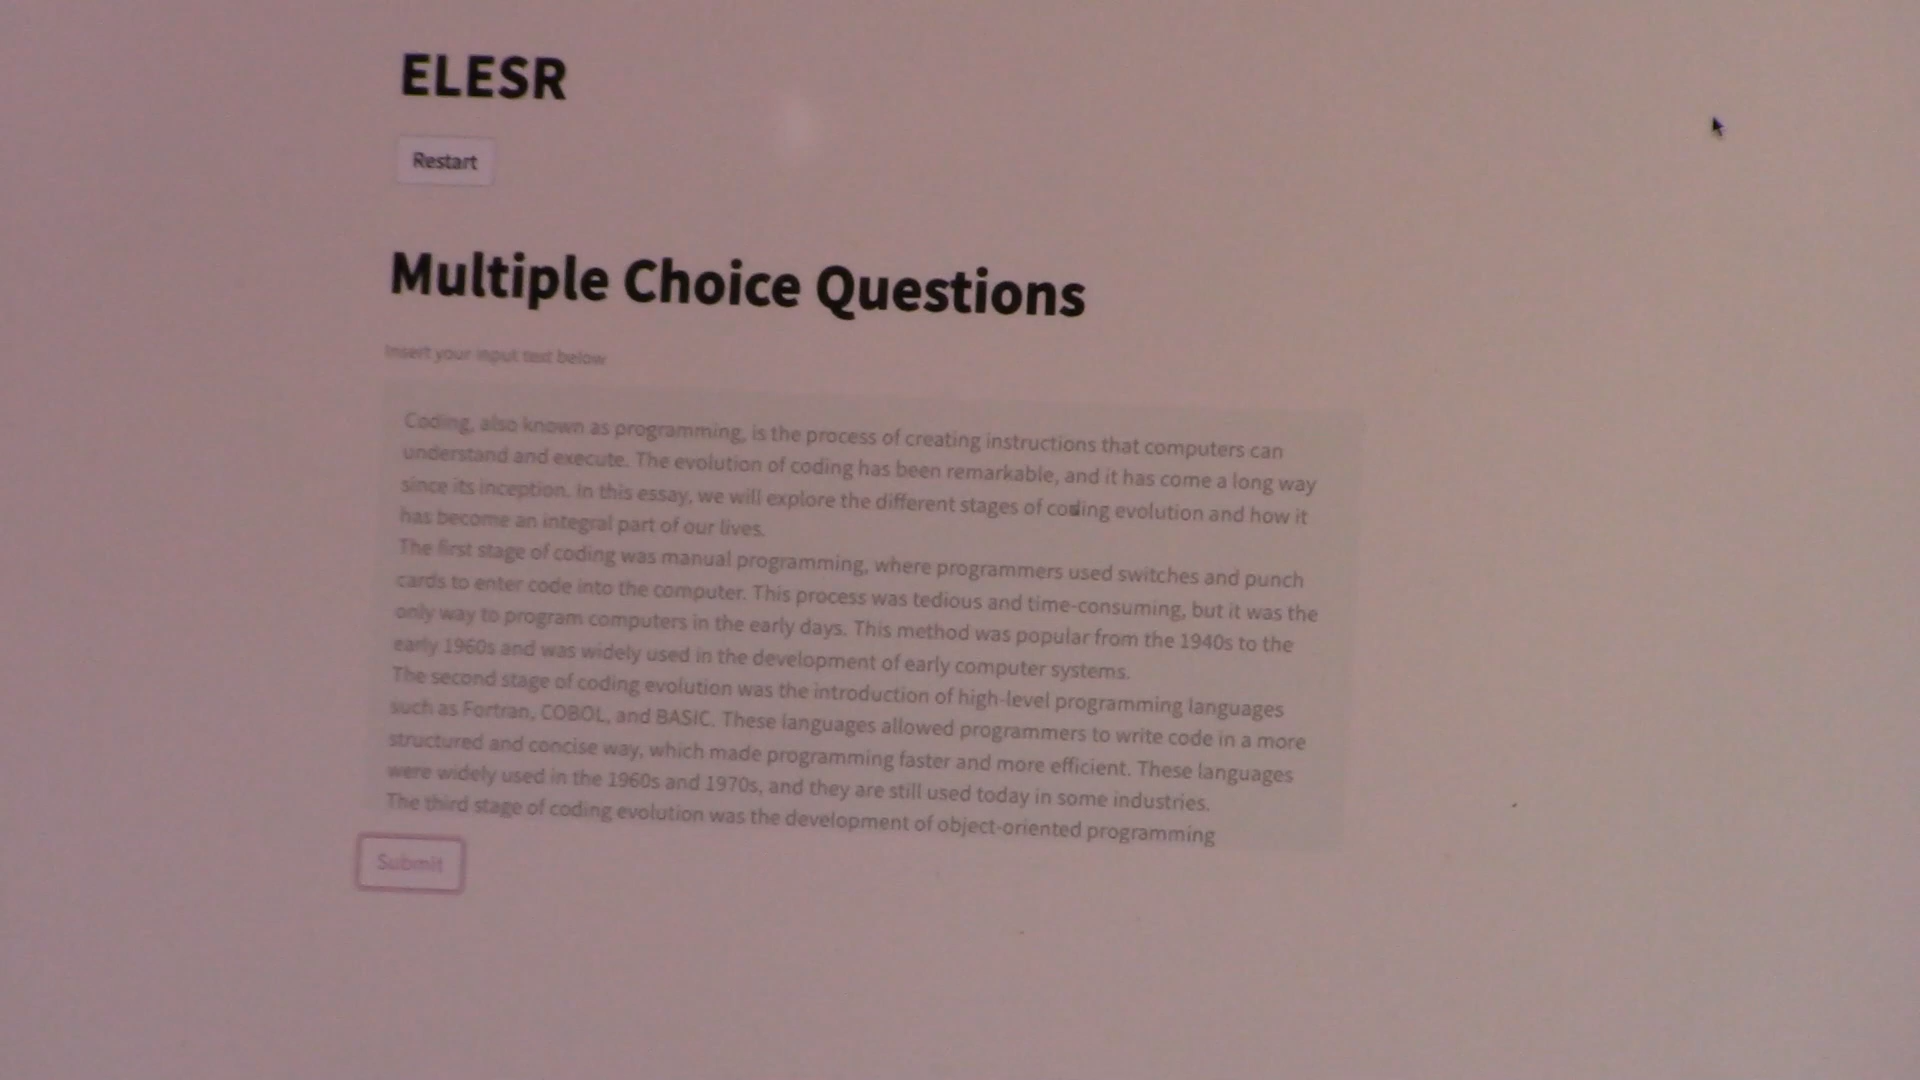 ELESR
Restart
Multiple Choice Questions
Insert your input text below
Coding, also known as programming, is the process of creating instructions that computers can
understand and execute. The evolution of coding has been remarkable, and it has come a long way
since its inception. In this essay, we will explore the different stages of coding evolution and how it
has become an integral part of our lives.
The first stage of coding was manual programming, where programmers used switches and punch
cards to enter code into the computer. This process was tedious and time-consuming, but it was the
only way to program computers in the early days. This method was popular from the 1940s to the
early 1960s and was widely used in the development of early computer systems.
The second stage of coding evolution was the introduction of high-level programming languages
such as Fortran, COBOL, and BASIC. These languages allowed programmers to write code in a more
structured and concise way, which made programming faster and more efficient. These languages
were widely used in the 1960s and 1970s, and they are still used today in some industries.
The third stage of coding evolution was the development of object-oriented programming
Submit